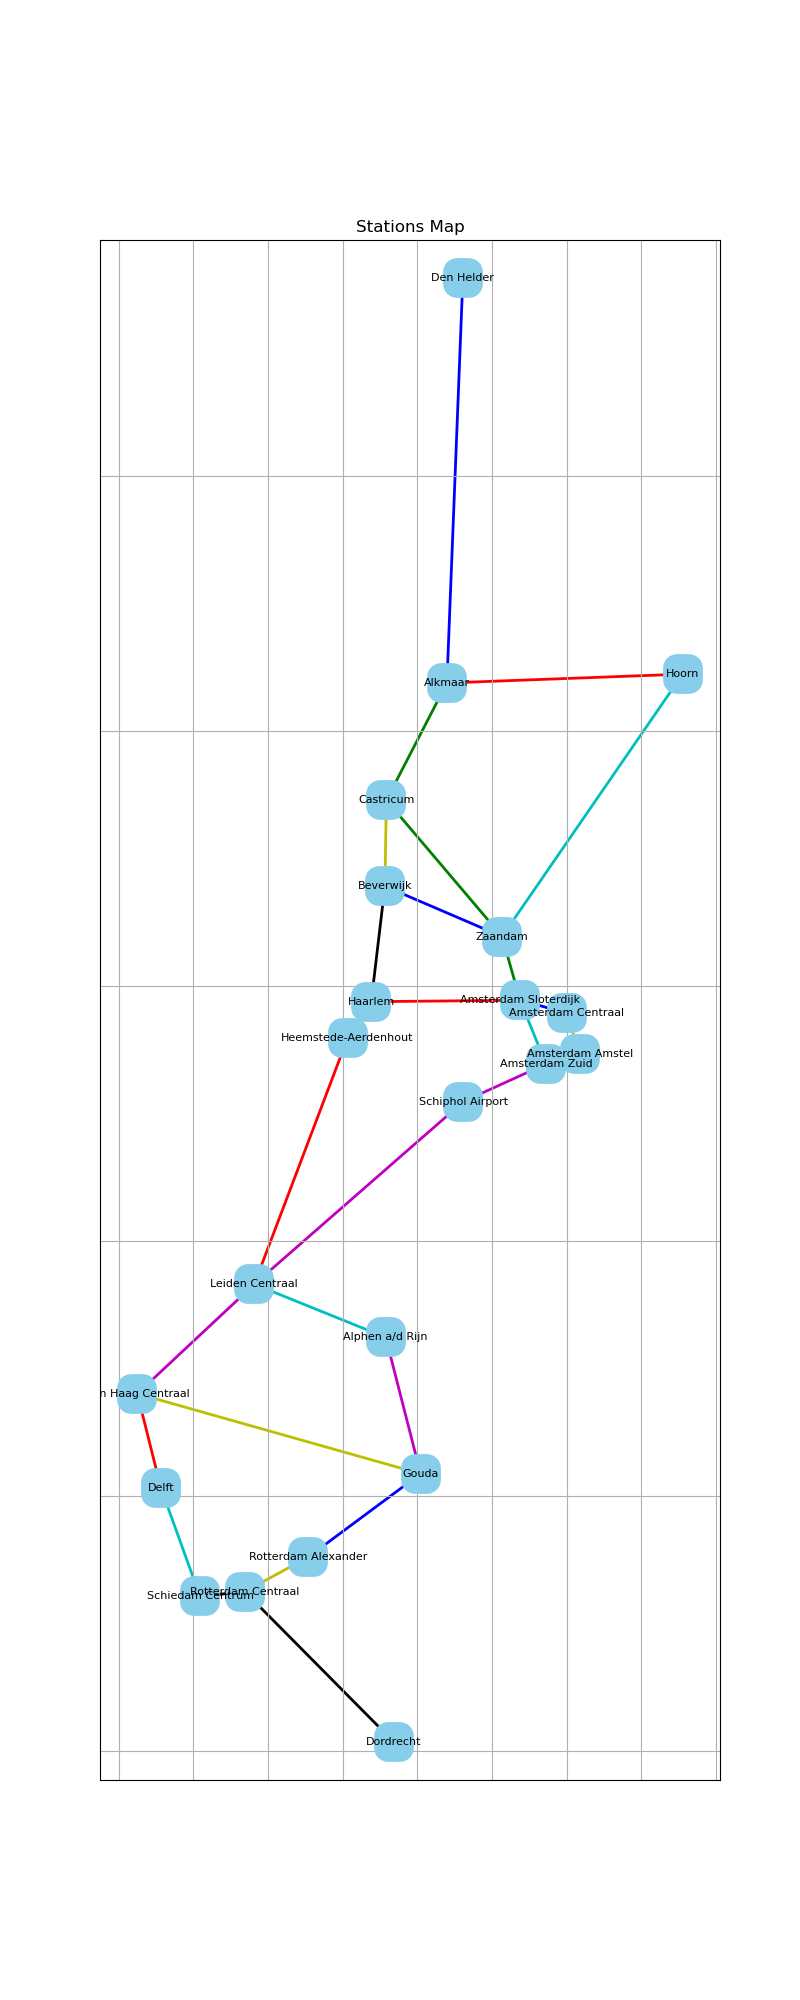 Stations Map
Den Helder
Hoorn
Alkmaar
Castricum
Beverwijk
Zaandam
Amsterdam Sloterdijk
Haarlem
Amsterdam Centraal
Heemstede-Aerdenhout
Amsterdam Amstel
Amsterdam Zuid
Schiphol Airport
Leiden Centraal
Alphen a/d Rijn
n Haag Centraal
Gouda
Delft
Rotterdam Alexander
Rotterdam Centraal
Schiedam Centrum
Dordrecht